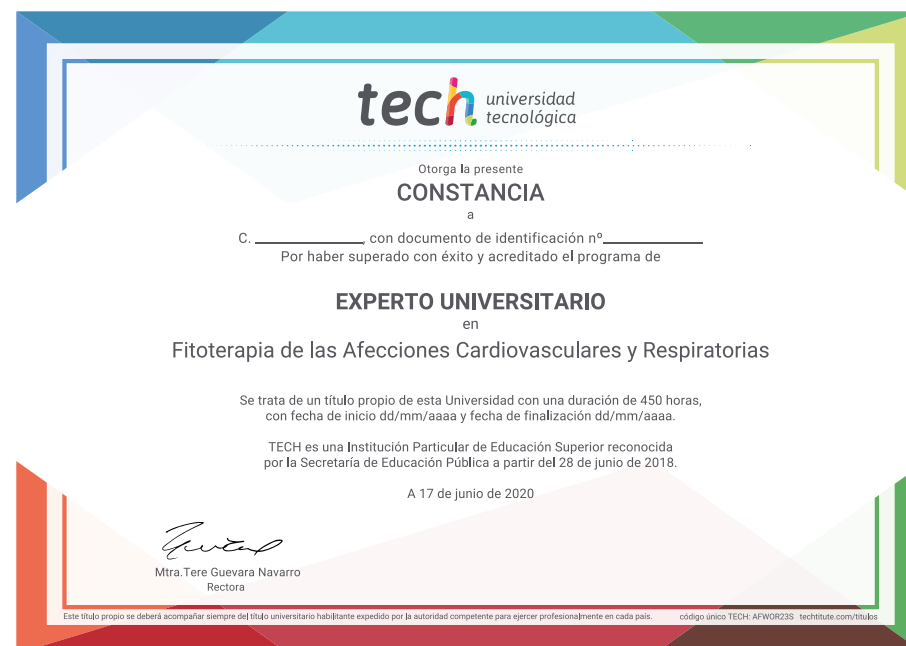 tech universidad
tecnológica
Otorga la presente
CONSTANCIA
a
C. ____________, con documento de identificación nº____________
Por haber superado con éxito y acreditado el programa de
EXPERTO UNIVERSITARIO
en
Fitoterapia de las Afecciones Cardiovasculares y Respiratorias
Se trata de un título propio de esta Universidad con una duración de 450 horas,
con fecha de inicio dd/mm/aaaa y fecha de finalización dd/mm/aaaa.
TECH es una Institución Particular de Educación Superior reconocida
por la Secretaría de Educación Pública a partir del 28 de junio de 2018.
A 17 de junio de 2020
Mtra.Tere Guevara Navarro
Rectora
Este título propio se deberá acompañar siempre del título universitario habilitante expedido por la autoridad competente para ejercer profesionalmente en cada país. código único TECH: AFWOR23S techtitute.com/titulos